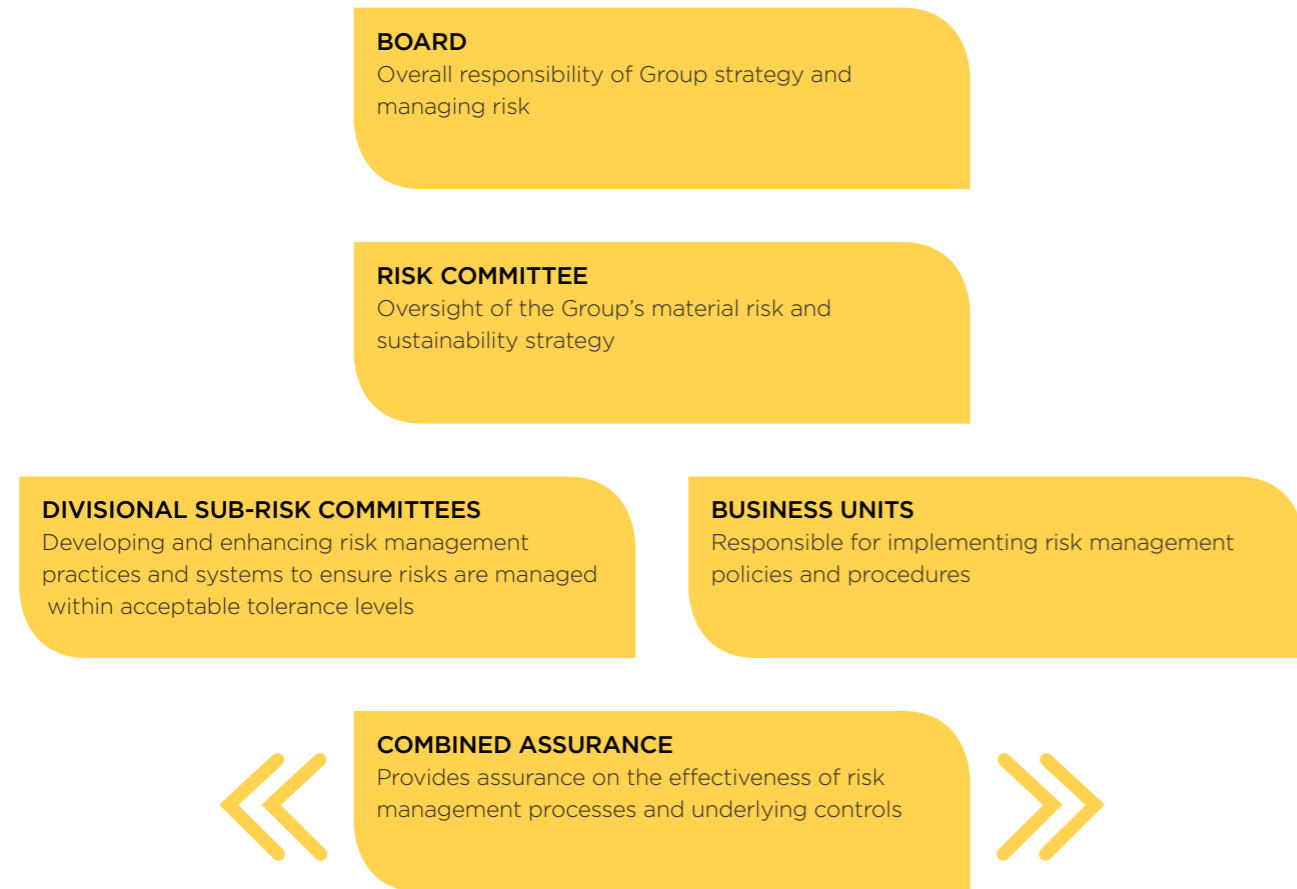 BOARD
Overall responsibility of Group strategy and
managing risk
RISK COMMITTEE
Oversight of the Group’s material risk and
sustainability strategy
DIVISIONAL SUB-RISK COMMITTEES
Developing and enhancing risk management
practices and systems to ensure risks are managed
within acceptable tolerance levels
BUSINESS UNITS
Responsible for implementing risk management
policies and procedures
COMBINED ASSURANCE
Provides assurance on the effectiveness of risk
management processes and underlying controls